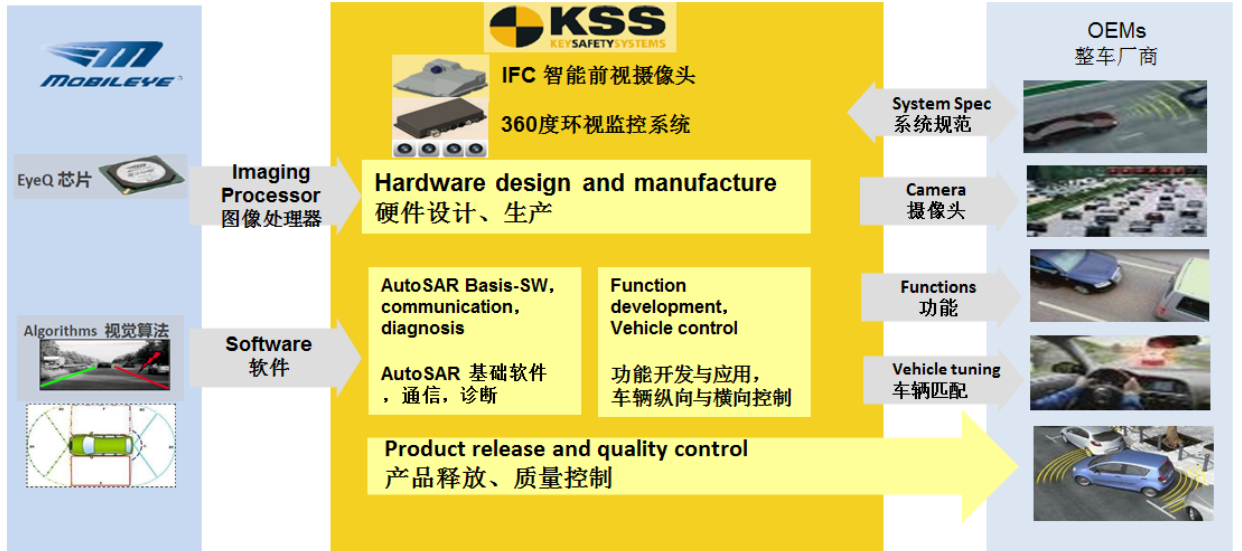 MOBILEYE
EyeQ 芯片
Algorithms 视觉算法
Imaging
Processor
图像处理器
Software
软件
KSS
KEYSAFETYSYSTEMS
IFC 智能前视摄像头
360度环视监控系统
Hardware design and manufacture
硬件设计、生产
AutoSAR Basis-SW,
communication,
diagnosis
AutoSAR 基础软件
，通信，诊断
Function
development,
Vehicle control
功能开发与应用，
车辆纵向与横向控制
Product release and quality control
产品释放、质量控制
System Spec
系统规范
Camera
摄像头
Functions
功能
Vehicle tuning
车辆匹配
OEMs
整车厂商